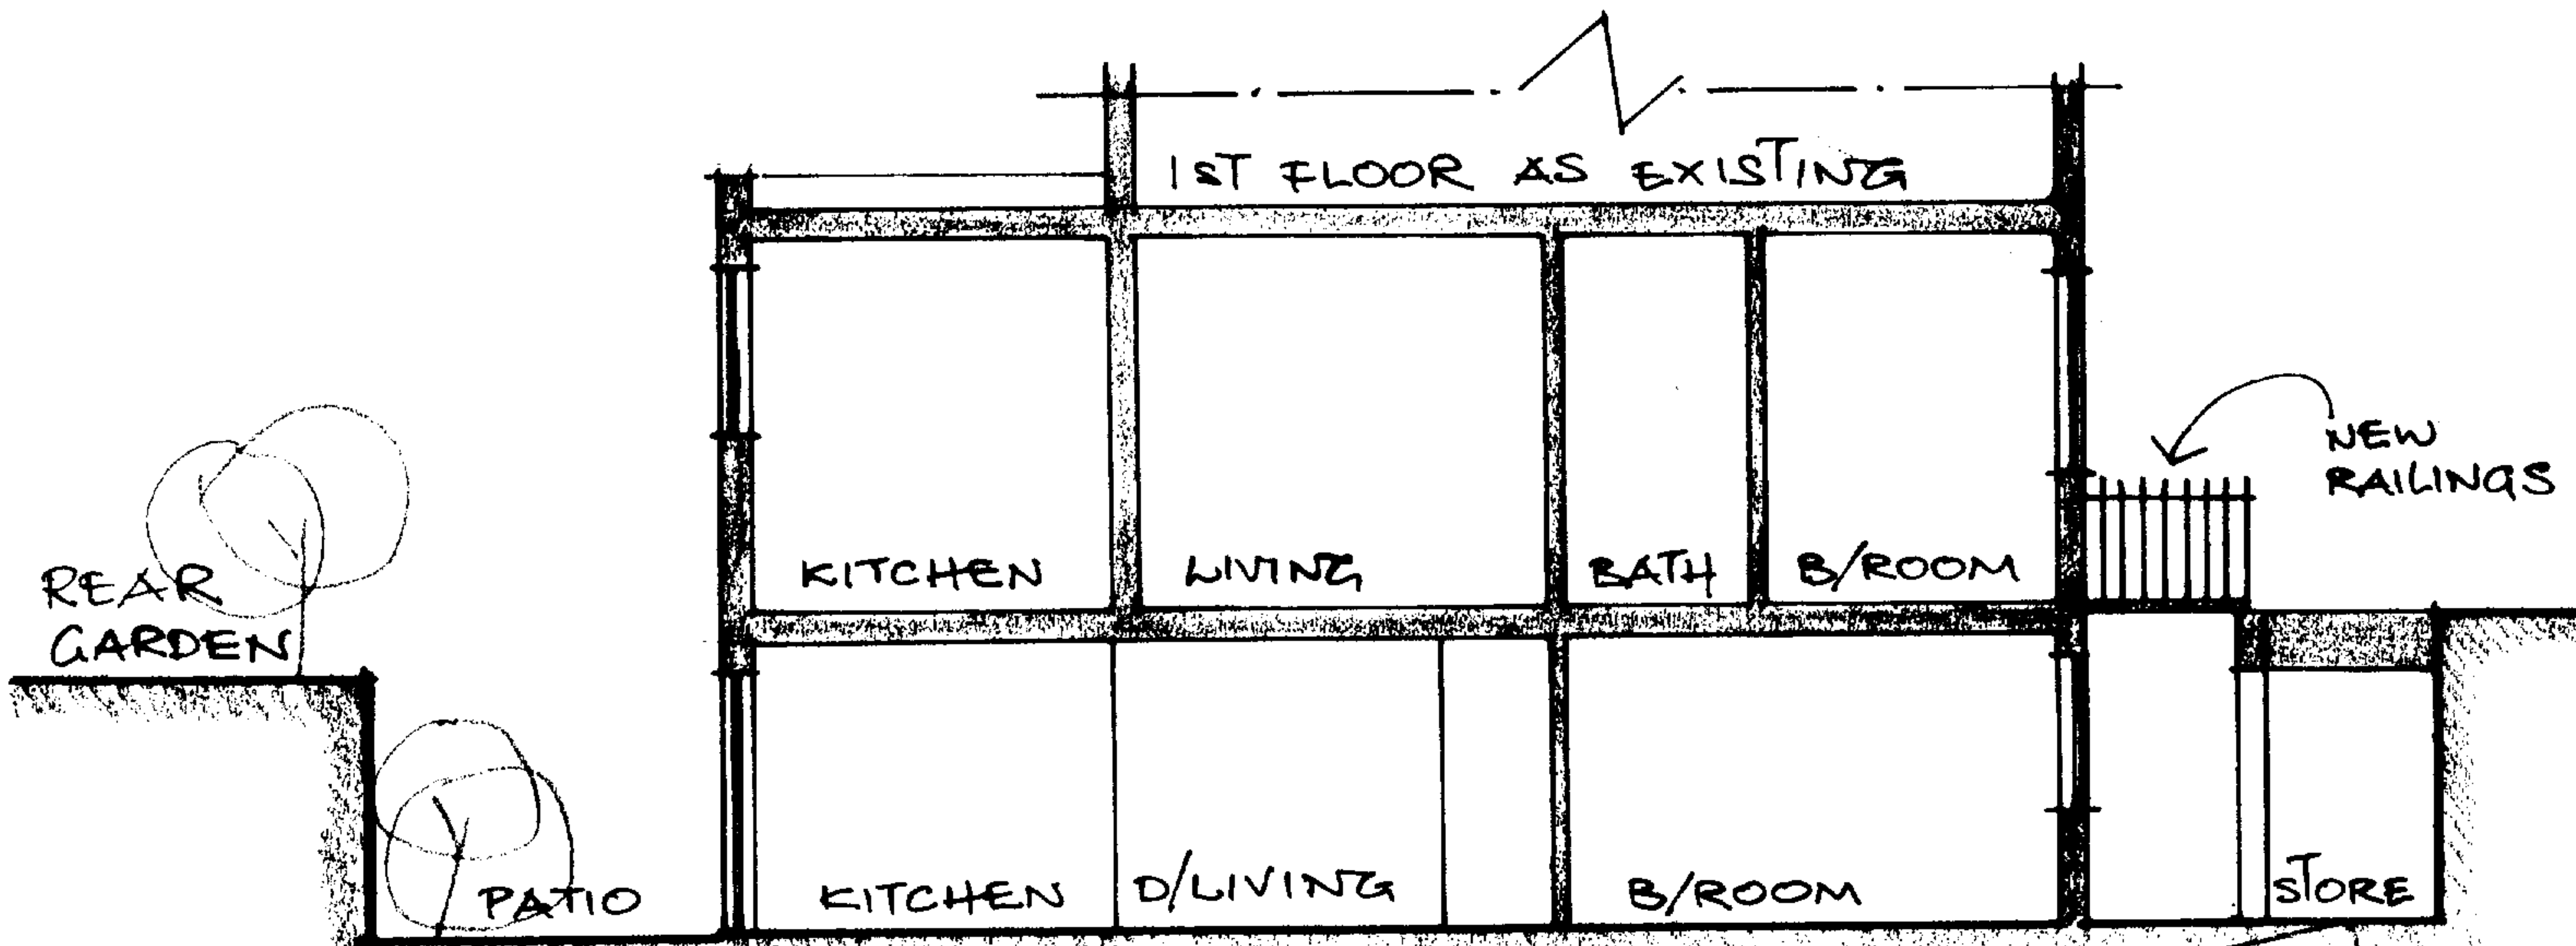 1ST FLOOR AS EXISTING
NEW
RAILINGS
KITCHEN LIVING BATH B/ROOM
REAR
GARDEN
PATIO KITCHEN D/LIVING B/ROOM STORE